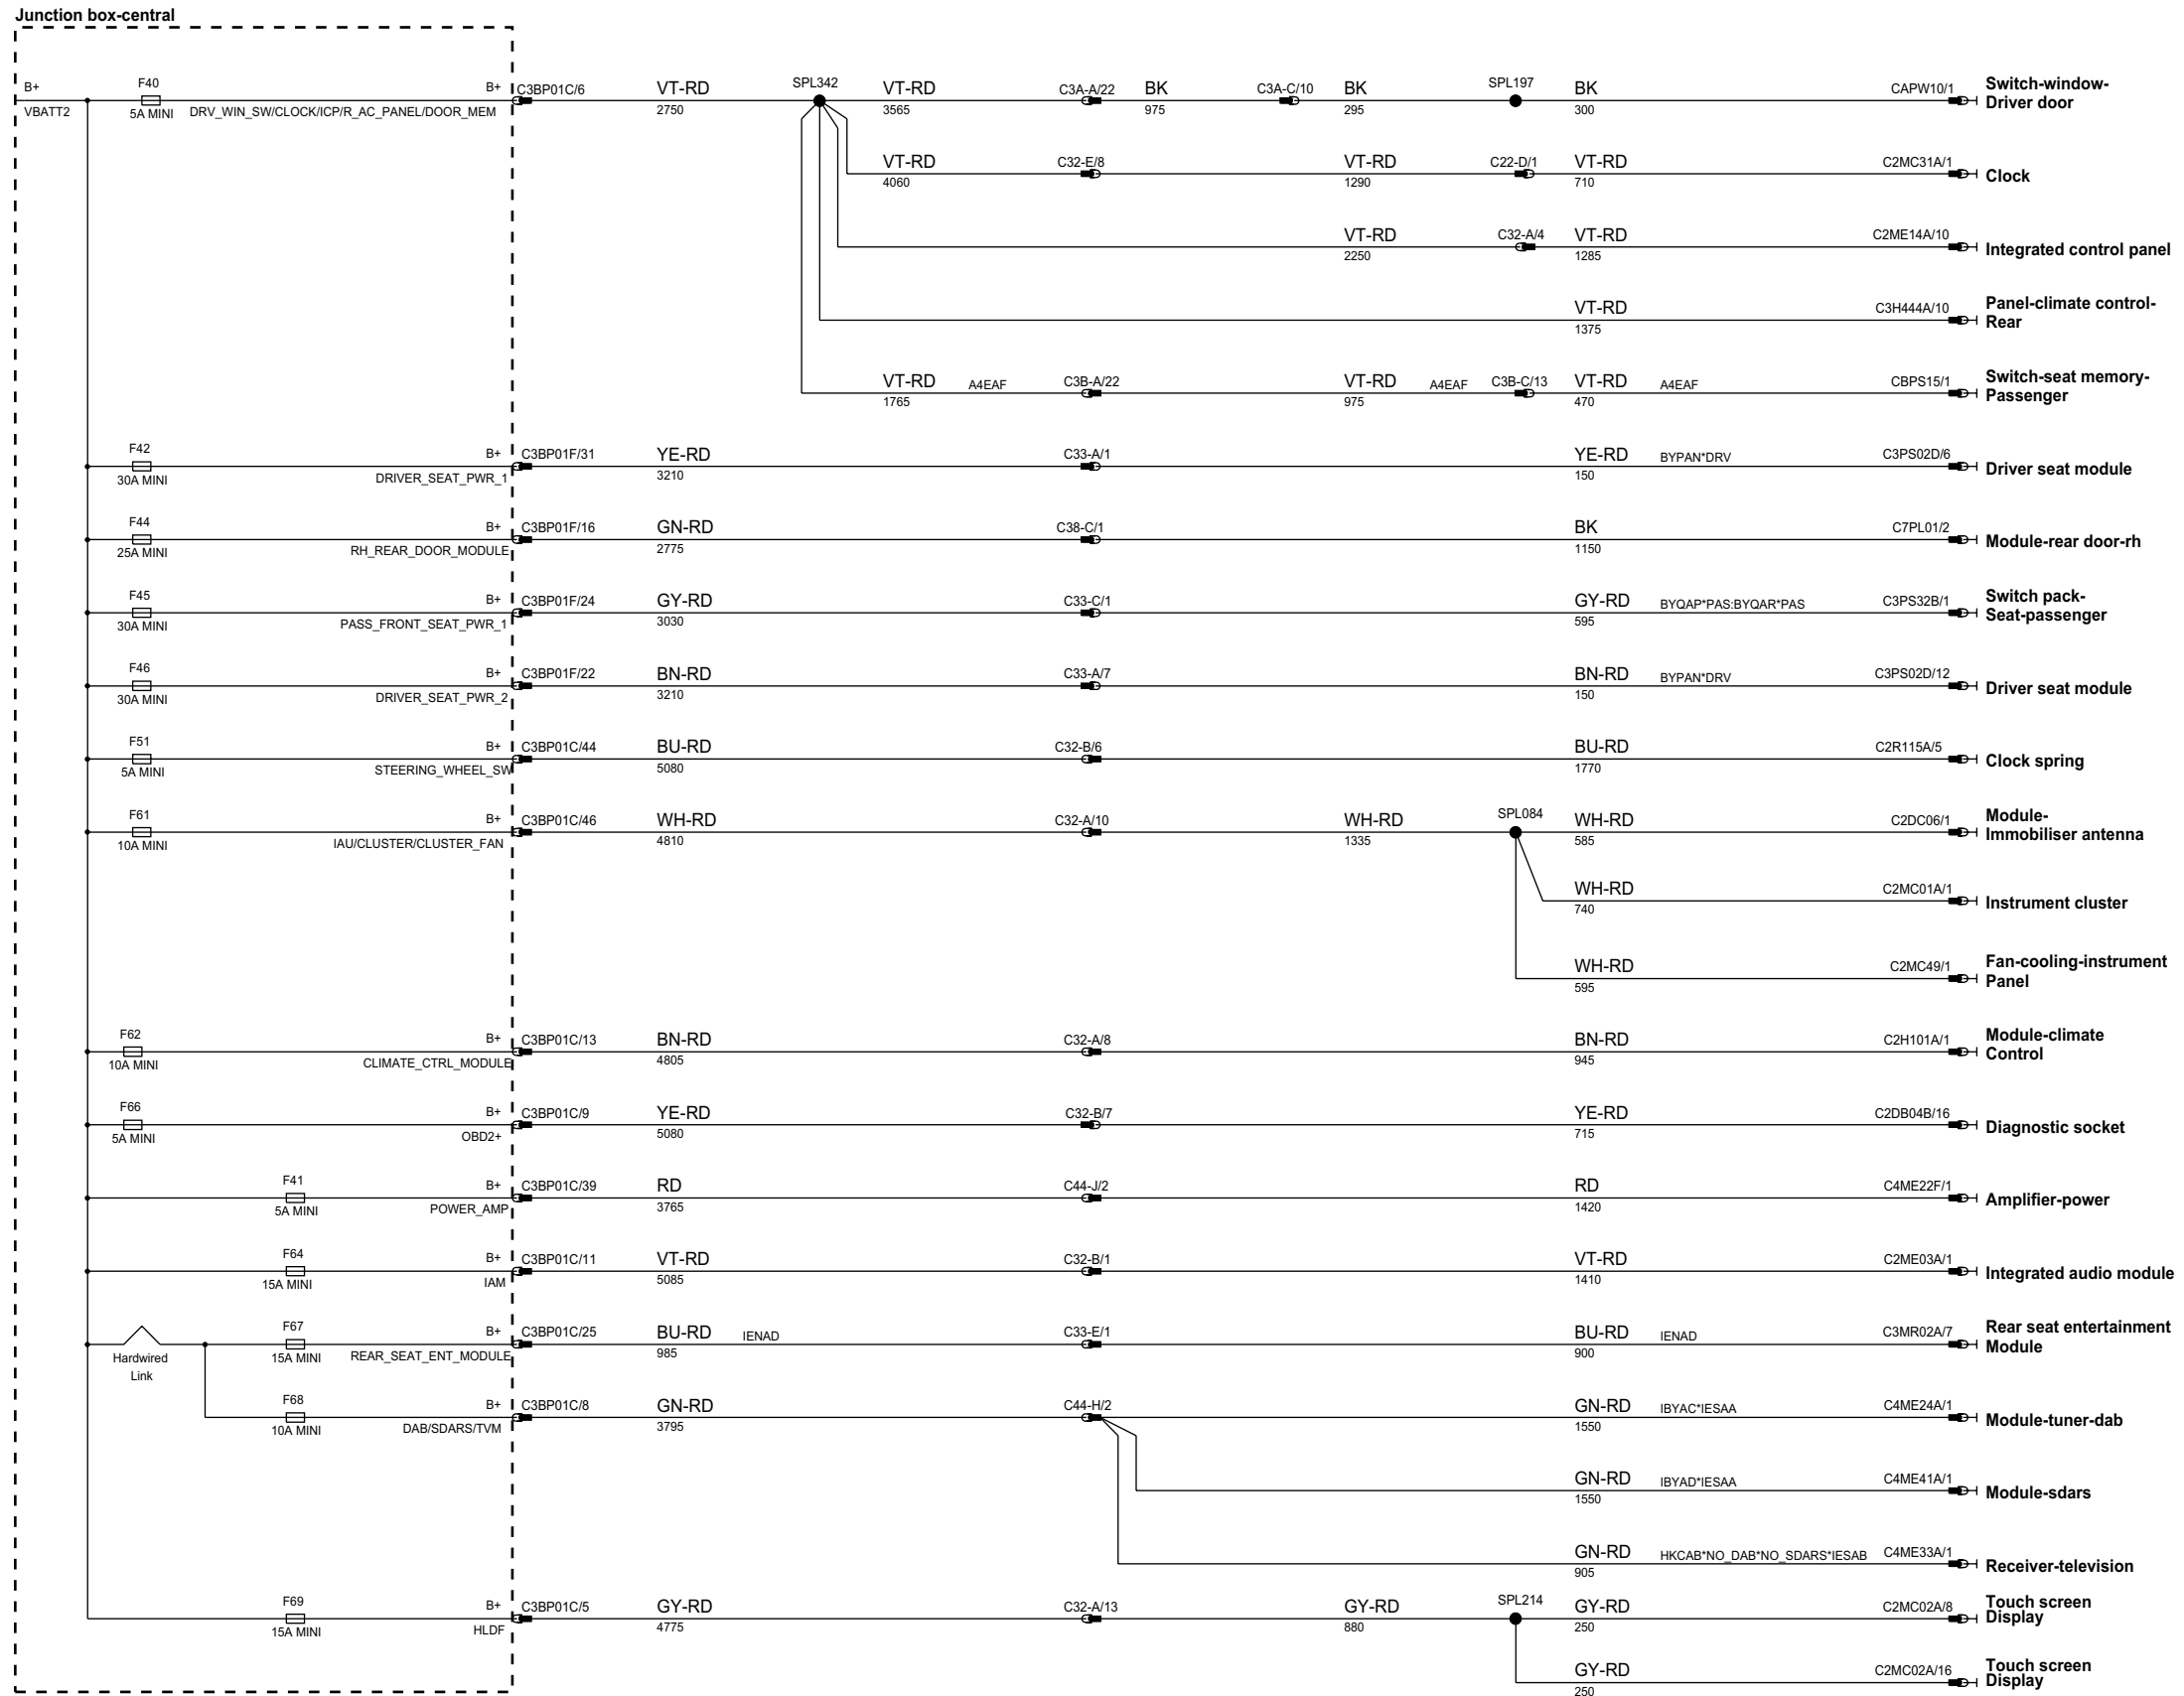 Junction box-central
B+ F40 B+ C3BP01C/6 VT-RD SPL342 VT-RD C3A-A/22 BK C3A-C/10 BK SPL197 BK CAPW10/1 Switch-window-
VBATT2 5A MINI DRV_WIN_SW/CLOCK/ICP/R_AC_PANEL/DOOR_MEM 2750 3565 975 295 300 Driver door
VT-RD C32-E/8 VT-RD C22-D/1 VT-RD C2MC31A/1 Clock
4060 1290 710
VT-RD C32-A/4 VT-RD C2ME14A/10 Integrated control panel
2250 1285
VT-RD C3H444A/10 Panel-climate control-
1375 Rear
VT-RD A4EAF C3B-A/22 VT-RD A4EAF C3B-C/13 VT-RD A4EAF CBPS15/1 Switch-seat memory-
1765 975 470 Passenger
F42 B+ C3BP01F/31 YE-RD C33-A/1 YE-RD BYPAN*DRV C3PS02D/6 Driver seat module
30A MINI DRIVER_SEAT_PWR_1 3210 150
F44 B+ C3BP01F/16 GN-RD C38-C/1 BK C7PL01/2 Module-rear door-rh
25A MINI RH_REAR_DOOR_MODULE 2775 1150
F45 B+ C3BP01F/24 GY-RD C33-C/1 GY-RD BYQAP*PAS:BYQAR*PAS C3PS32B/1 Switch pack-
30A MINI PASS_FRONT_SEAT_PWR_1 3030 595 Seat-passenger
F46 B+ C3BP01F/22 BN-RD C33-A/7 BN-RD BYPAN*DRV C3PS02D/12 Driver seat module
30A MINI DRIVER_SEAT_PWR_2 3210 150
F51 B+ C3BP01C/44 BU-RD C32-B/6 BU-RD C2R115A/5 Clock spring
5A MINI STEERING_WHEEL_SW 5080 1770
F61 B+ C3BP01C/46 WH-RD C32-A/10 WH-RD SPL084 WH-RD C2DC06/1 Module-
10A MINI IAU/CLUSTER/CLUSTER_FAN 4810 1335 585 Immobiliser antenna
WH-RD C2MC01A/1 Instrument cluster
740
WH-RD C2MC49/1 Fan-cooling-instrument
595 Panel
F62 B+ C3BP01C/13 BN-RD C32-A/8 BN-RD C2H101A/1 Module-climate
10A MINI CLIMATE_CTRL_MODULE 4805 945 Control
F66 B+ C3BP01C/9 YE-RD C32-B/7 YE-RD C2DB04B/16 Diagnostic socket
5A MINI OBD2+ 5080 715
F41 B+ C3BP01C/39 RD C44-J/2 RD C4ME22F/1 Amplifier-power
5A MINI POWER_AMP 3765 1420
F64 B+ C3BP01C/11 VT-RD C32-B/1 VT-RD C2ME03A/1 Integrated audio module
15A MINI IAM 5085 1410
F67 B+ C3BP01C/25 BU-RD IENAD C33-E/1 BU-RD IENAD C3MR02A/7 Rear seat entertainment
Hardwired 15A MINI REAR_SEAT_ENT_MODULE 985 900 Module
Link
F68 B+ C3BP01C/8 GN-RD C44-H/2 GN-RD IBYAC*IESAA C4ME24A/1 Module-tuner-dab
10A MINI DAB/SDARS/TVM 3795 1550
GN-RD IBYAD*IESAA C4ME41A/1 Module-sdars
1550
GN-RD HKCAB*NO_DAB*NO_SDARS*IESAB C4ME33A/1 Receiver-television
905
F69 B+ C3BP01C/5 GY-RD C32-A/13 GY-RD SPL214 GY-RD C2MC02A/8 Touch screen
15A MINI HLDF 4775 880 250 Display
GY-RD C2MC02A/16 Touch screen
250 Display